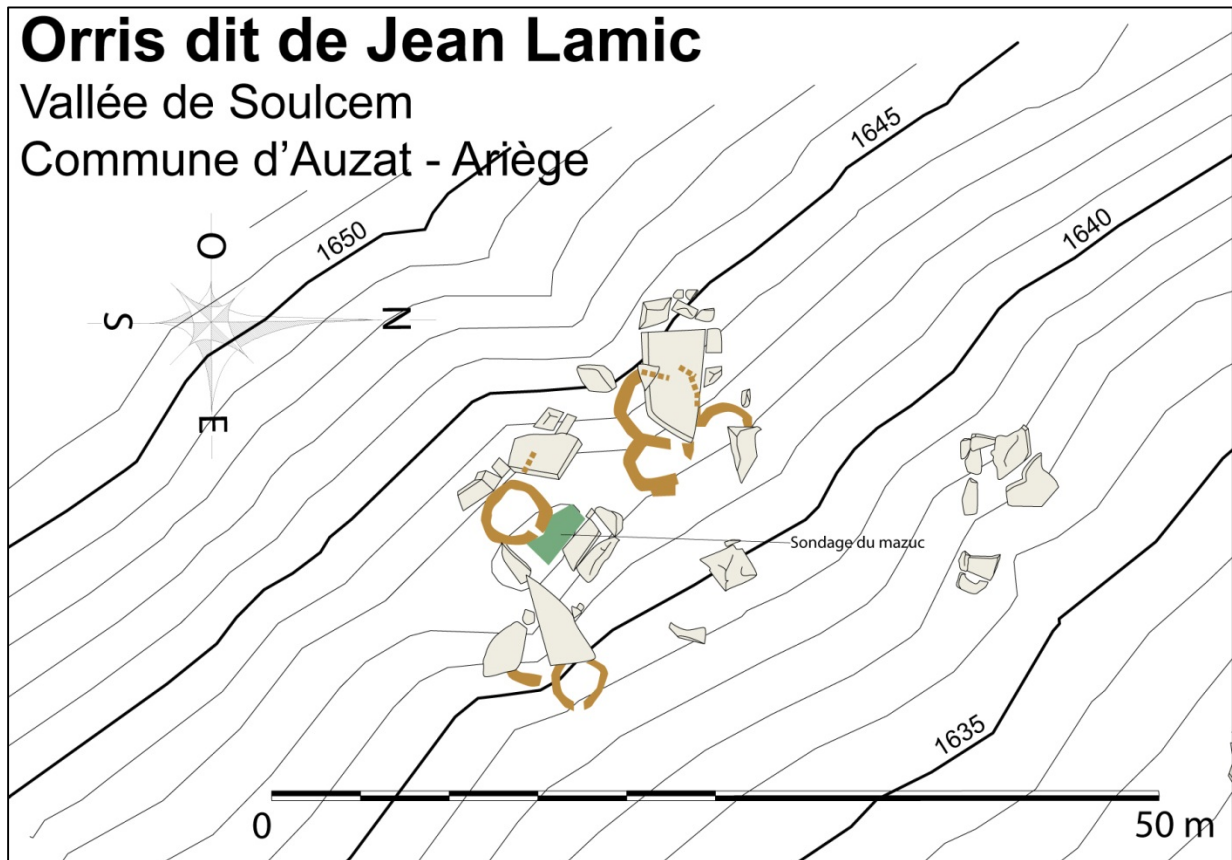 Orris dit de Jean Lamic
Vallée de Soulcem
Commune d'Auzat - Ariège
1645
1650
1640
O
S
N
E
Sondage du mazuc
1635
0
50 m